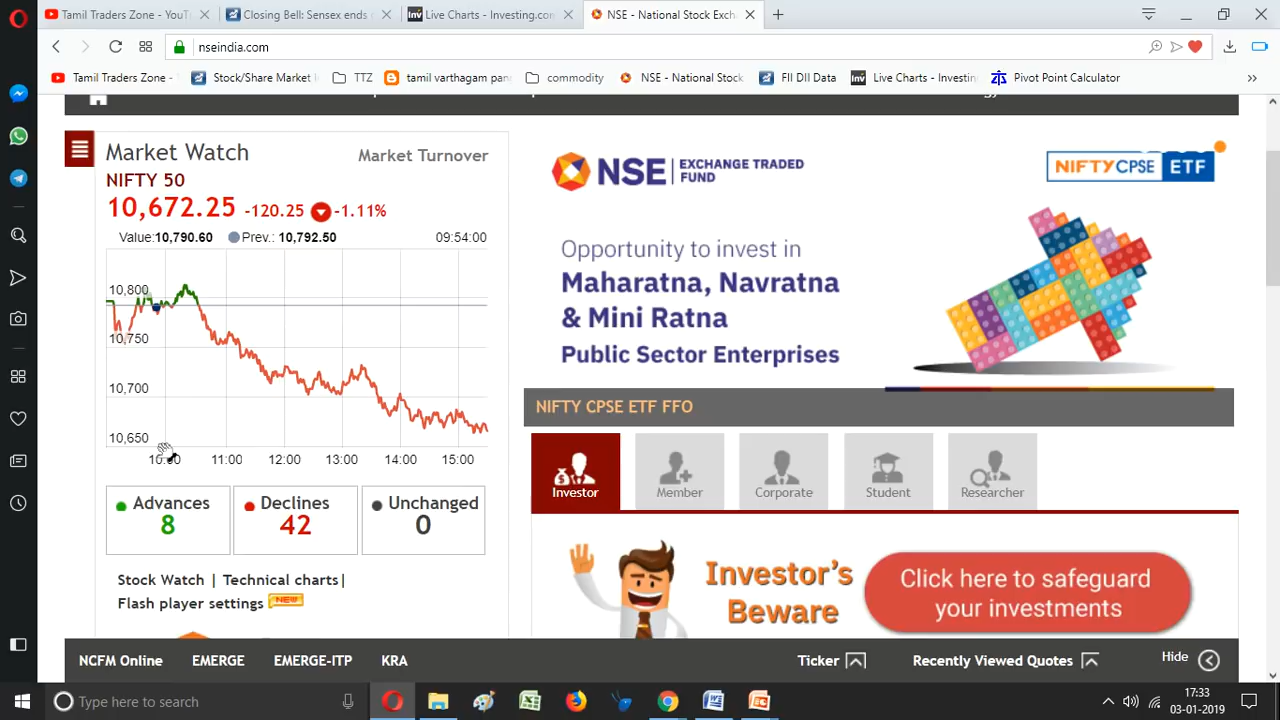 Tamil Traders Zone - YouT
Closing Bell: Sensex ends c
Live Charts - Investing.com
NSE - National Stock Exch
nseindia.com
Tamil Traders Zone -
Stock/Share Market I
TTZ
tamil varthagam pan
commodity
NSE - National Stock
FII DII Data
Live Charts - Investin
Pivot Point Calculator
Market Watch
Market Turnover
NIFTY 50
10,672.25 -120.25 -1.11%
Value:10,790.60 Prev.: 10,792.50 09:54:00
10,800
10,750
10,700
10,650
10:00 11:00 12:00 13:00 14:00 15:00
Advances
8
Declines
42
Unchanged
0
Stock Watch | Technical charts|
Flash player settings NEW
NSE EXCHANGE TRADED
FUND
NIFTY CPSE ETF
Opportunity to invest in
Maharatna, Navratna
& Mini Ratna
Public Sector Enterprises
NIFTY CPSE ETF FFO
Investor
Member
Corporate
Student
Researcher
Investor's
Beware
Click here to safeguard
your investments
NCFM Online EMERGE EMERGE-ITP KRA Ticker Recently Viewed Quotes Hide
Type here to search
17:33
03-01-2019